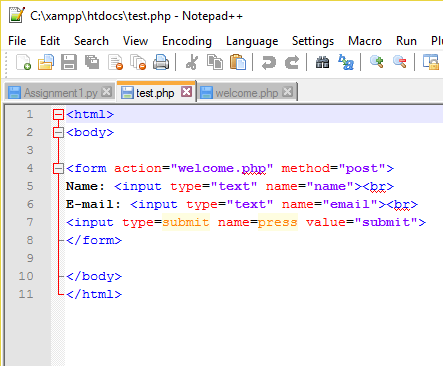 C:\xampp\htdocs\test.php - Notepad++
File Edit Search View Encoding Language Settings Macro Run
Assignment1.py test.php welcome.php
1 <html>
2 <body>
3
4 <form action="welcome.php" method="post">
5 Name: <input type="text" name="name"><br>
6 E-mail: <input type="text" name="email"><br>
7 <input type=submit name=press value="submit">
8 </form>
9
10 </body>
11 </html>